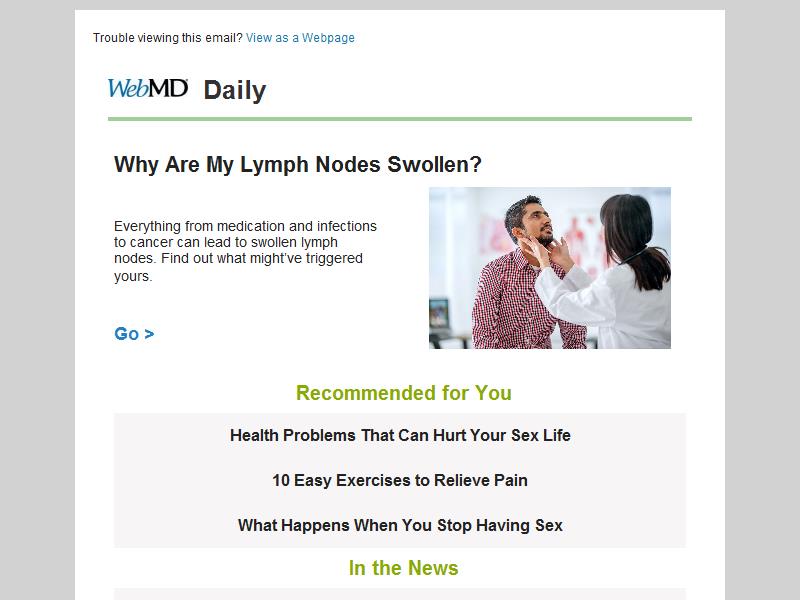 Trouble viewing this email? View as a Webpage
WebMD Daily
Why Are My Lymph Nodes Swollen?
Everything from medication and infections
to cancer can lead to swollen lymph
nodes. Find out what might've triggered
yours.
Go >
Recommended for You
Health Problems That Can Hurt Your Sex Life
10 Easy Exercises to Relieve Pain
What Happens When You Stop Having Sex
In the News